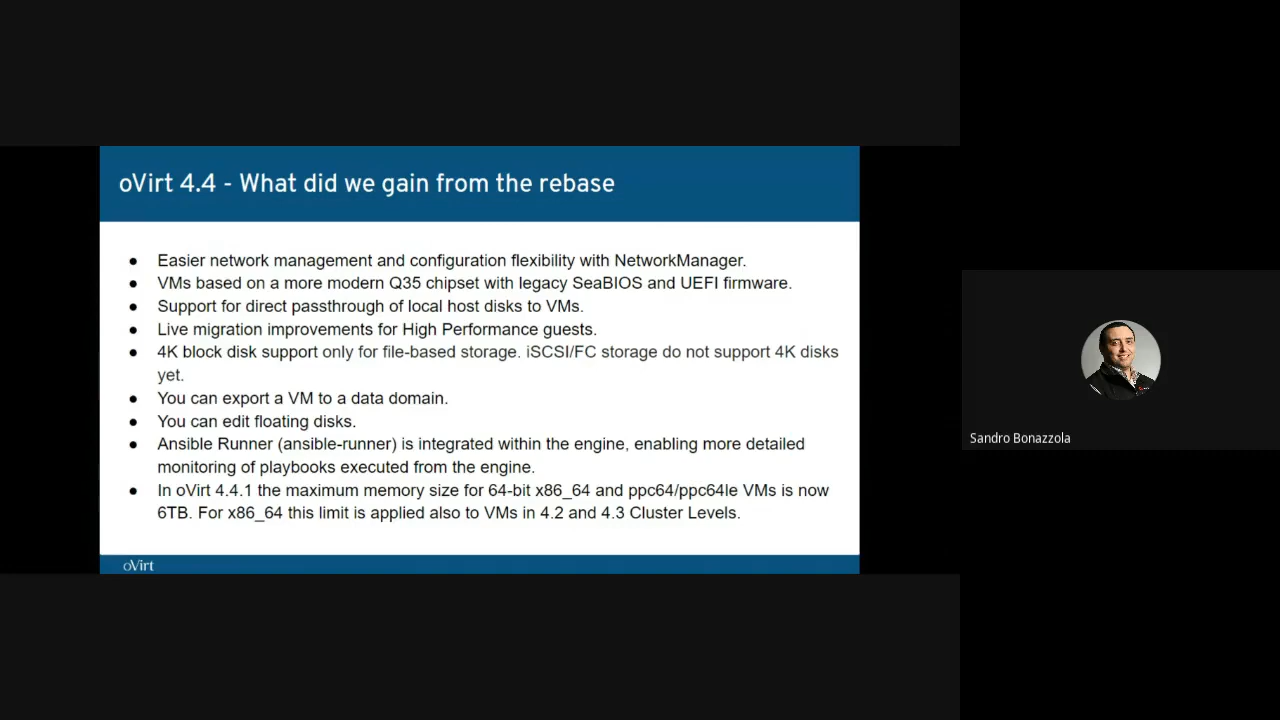 oVirt 4.4 - What did we gain from the rebase
● Easier network management and configuration flexibility with NetworkManager.
● VMs based on a more modern Q35 chipset with legacy SeaBIOS and UEFI firmware.
● Support for direct passthrough of local host disks to VMs.
● Live migration improvements for High Performance guests.
● 4K block disk support only for file-based storage. iSCSI/FC storage do not support 4K disks
yet.
● You can export a VM to a data domain.
● You can edit floating disks.
● Ansible Runner (ansible-runner) is integrated within the engine, enabling more detailed
monitoring of playbooks executed from the engine.
● In oVirt 4.4.1 the maximum memory size for 64-bit x86_64 and ppc64/ppc64le VMs is now
6TB. For x86_64 this limit is applied also to VMs in 4.2 and 4.3 Cluster Levels.
oVirt
Sandro Bonazzola